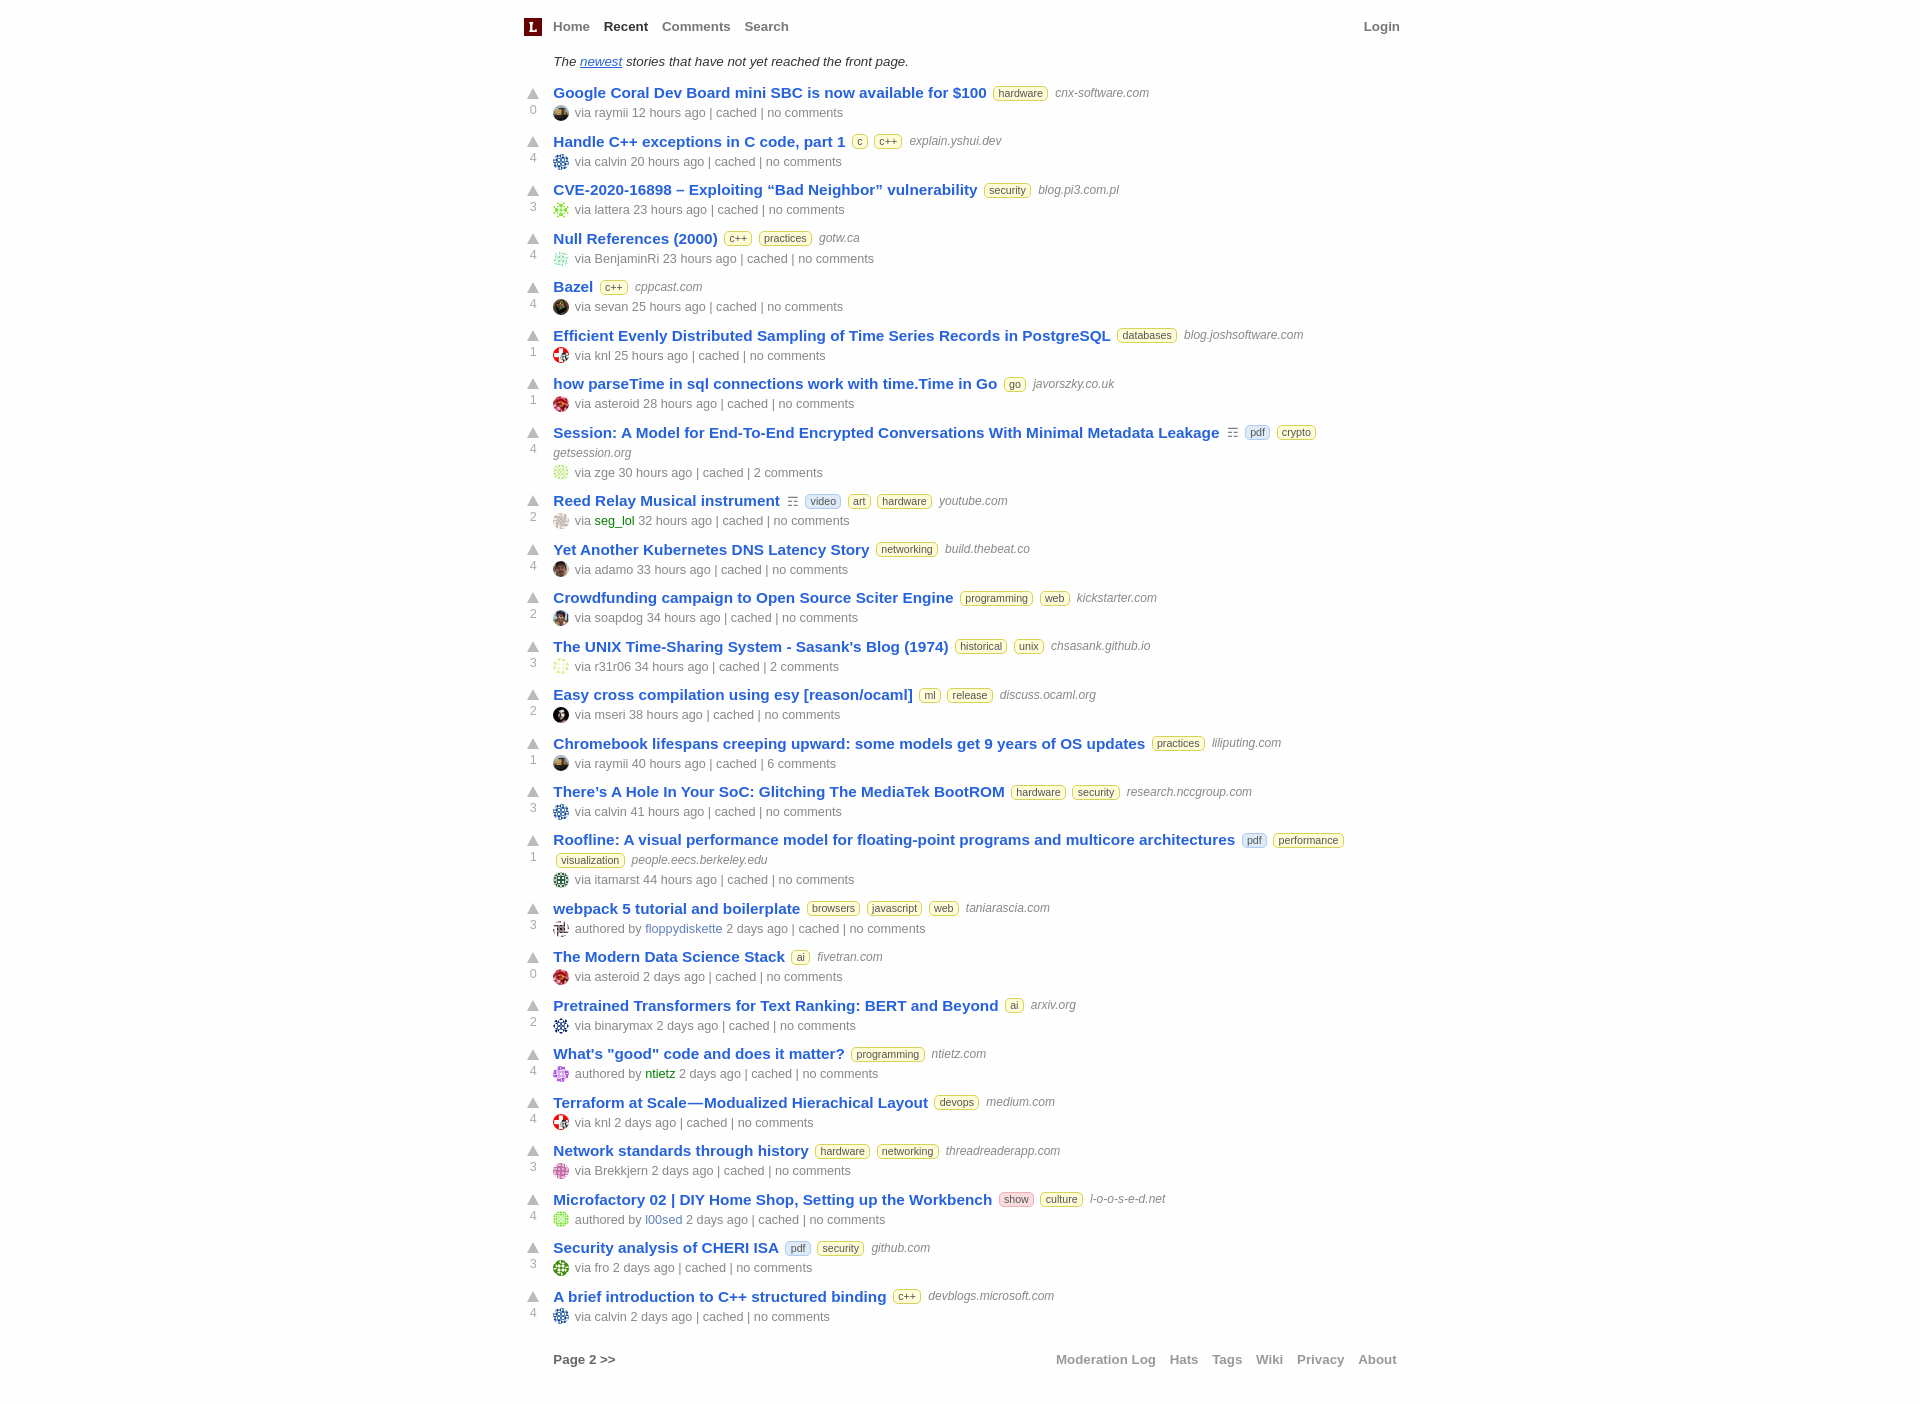 L Home Recent Comments Search Login
The newest stories that have not yet reached the front page.
Google Coral Dev Board mini SBC is now available for $100 hardware cnx-software.com
0 via raymii 12 hours ago | cached | no comments
Handle C++ exceptions in C code, part 1 c c++ explain.yshui.dev
4 via calvin 20 hours ago | cached | no comments
CVE-2020-16898 – Exploiting “Bad Neighbor” vulnerability security blog.pi3.com.pl
3 via lattera 23 hours ago | cached | no comments
Null References (2000) c++ practices gotw.ca
4 via BenjaminRi 23 hours ago | cached | no comments
Bazel c++ cppcast.com
4 via sevan 25 hours ago | cached | no comments
Efficient Evenly Distributed Sampling of Time Series Records in PostgreSQL databases blog.joshsoftware.com
1 via knl 25 hours ago | cached | no comments
how parseTime in sql connections work with time.Time in Go go javorszky.co.uk
1 via asteroid 28 hours ago | cached | no comments
Session: A Model for End-To-End Encrypted Conversations With Minimal Metadata Leakage ☶ pdf crypto
4 getsession.org
via zge 30 hours ago | cached | 2 comments
Reed Relay Musical instrument ☶ video art hardware youtube.com
2 via seg_lol 32 hours ago | cached | no comments
Yet Another Kubernetes DNS Latency Story networking build.thebeat.co
4 via adamo 33 hours ago | cached | no comments
Crowdfunding campaign to Open Source Sciter Engine programming web kickstarter.com
2 via soapdog 34 hours ago | cached | no comments
The UNIX Time-Sharing System - Sasank's Blog (1974) historical unix chsasank.github.io
3 via r31r06 34 hours ago | cached | 2 comments
Easy cross compilation using esy [reason/ocaml] ml release discuss.ocaml.org
2 via mseri 38 hours ago | cached | no comments
Chromebook lifespans creeping upward: some models get 9 years of OS updates practices liliputing.com
1 via raymii 40 hours ago | cached | 6 comments
There’s A Hole In Your SoC: Glitching The MediaTek BootROM hardware security research.nccgroup.com
3 via calvin 41 hours ago | cached | no comments
Roofline: A visual performance model for floating-point programs and multicore architectures pdf performance
1 visualization people.eecs.berkeley.edu
via itamarst 44 hours ago | cached | no comments
webpack 5 tutorial and boilerplate browsers javascript web taniarascia.com
3 authored by floppydiskette 2 days ago | cached | no comments
The Modern Data Science Stack ai fivetran.com
0 via asteroid 2 days ago | cached | no comments
Pretrained Transformers for Text Ranking: BERT and Beyond ai arxiv.org
2 via binarymax 2 days ago | cached | no comments
What's "good" code and does it matter? programming ntietz.com
4 authored by ntietz 2 days ago | cached | no comments
Terraform at Scale — Modualized Hierachical Layout devops medium.com
4 via knl 2 days ago | cached | no comments
Network standards through history hardware networking threadreaderapp.com
3 via Brekkjern 2 days ago | cached | no comments
Microfactory 02 | DIY Home Shop, Setting up the Workbench show culture l-o-o-s-e-d.net
4 authored by l00sed 2 days ago | cached | no comments
Security analysis of CHERI ISA pdf security github.com
3 via fro 2 days ago | cached | no comments
A brief introduction to C++ structured binding c++ devblogs.microsoft.com
4 via calvin 2 days ago | cached | no comments
Page 2 >> Moderation Log Hats Tags Wiki Privacy About